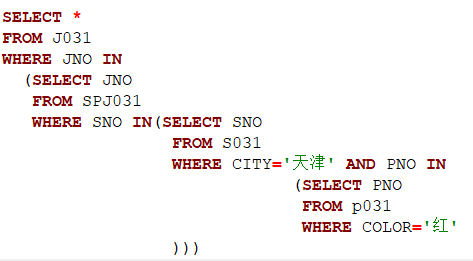 SELECT *
FROM J031
WHERE JNO IN
(SELECT JNO
FROM SPJ031
WHERE SNO IN(SELECT SNO
FROM S031
WHERE CITY='天津' AND PNO IN
(SELECT PNO
FROM p031
WHERE COLOR='红'
)))